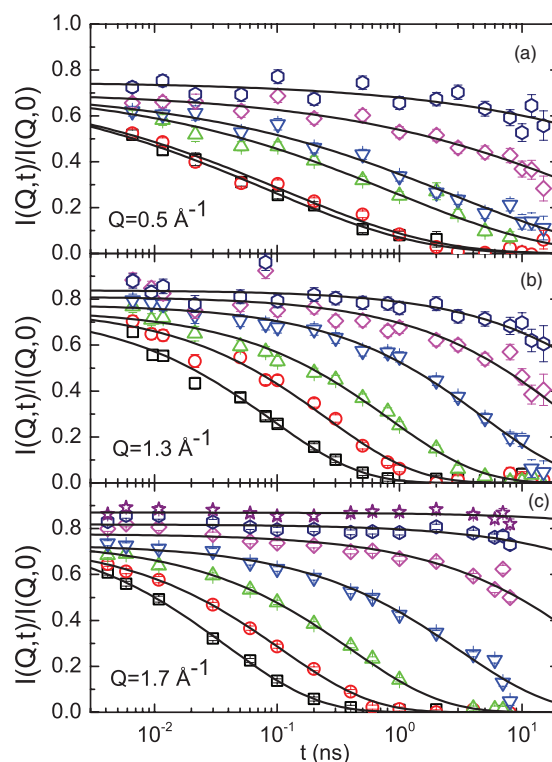 (a)
1.0
0.8
0.6
0.4
0.2
0.0
I(Q,t)/I(Q,0)
Q=0.5 Å⁻¹
(b)
0.8
0.6
0.4
0.2
0.0
I(Q,t)/I(Q,0)
Q=1.3 Å⁻¹
(c)
0.8
0.6
0.4
0.2
0.0
I(Q,t)/I(Q,0)
Q=1.7 Å⁻¹
10⁻² 10⁻¹ 10⁰ 10¹
t (ns)